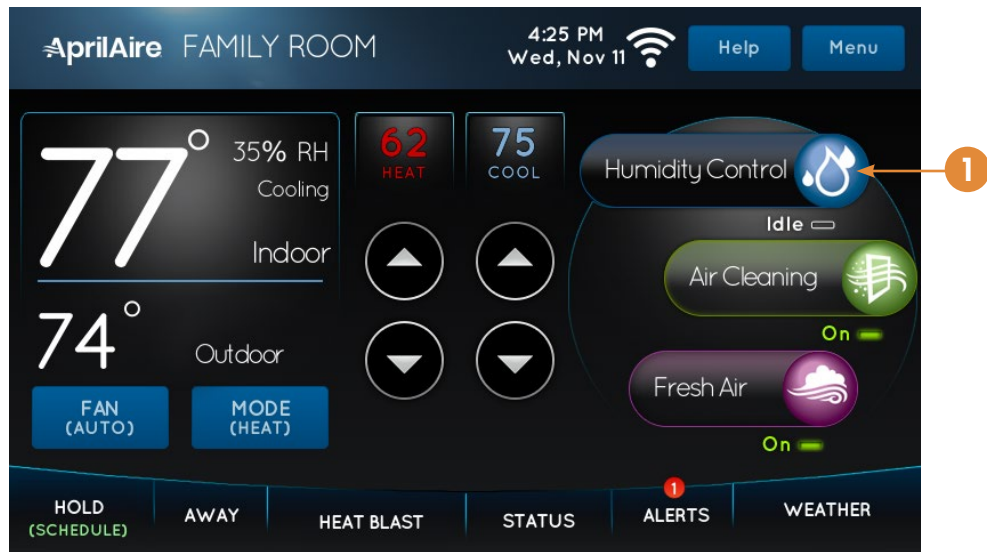 AprilAire FAMILY ROOM
4:25 PM
Wed, Nov 11
Help
Menu
77°
35% RH
Cooling
Indoor
74°
Outdoor
FAN
(AUTO)
MODE
(HEAT)
62
HEAT
75
COOL
Humidity Control
1
Idle
Air Cleaning
On
Fresh Air
On
HOLD
(SCHEDULE)
AWAY
HEAT BLAST
STATUS
1
ALERTS
WEATHER